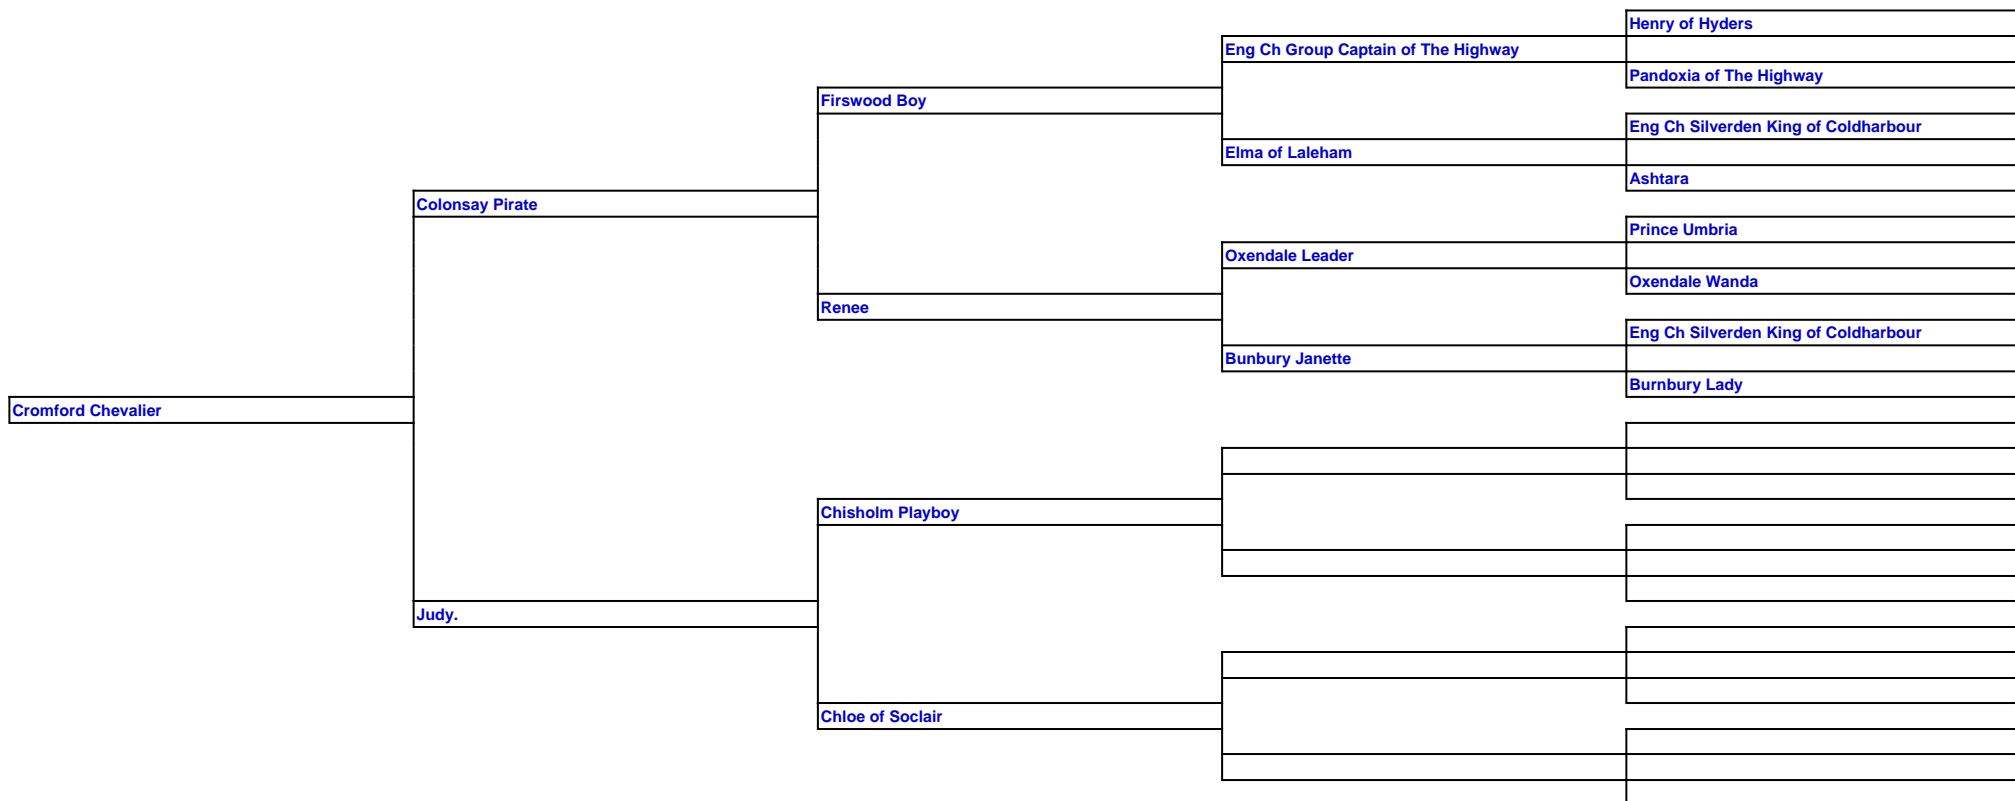 Henry of Hyders
Eng Ch Group Captain of The Highway
Pandoxia of The Highway
Firswood Boy
Eng Ch Silverden King of Coldharbour
Elma of Laleham
Ashtara
Colonsay Pirate
Prince Umbria
Oxendale Leader
Oxendale Wanda
Renee
Eng Ch Silverden King of Coldharbour
Bunbury Janette
Burnbury Lady
Cromford Chevalier
Chisholm Playboy
Judy.
Chloe of Soclair